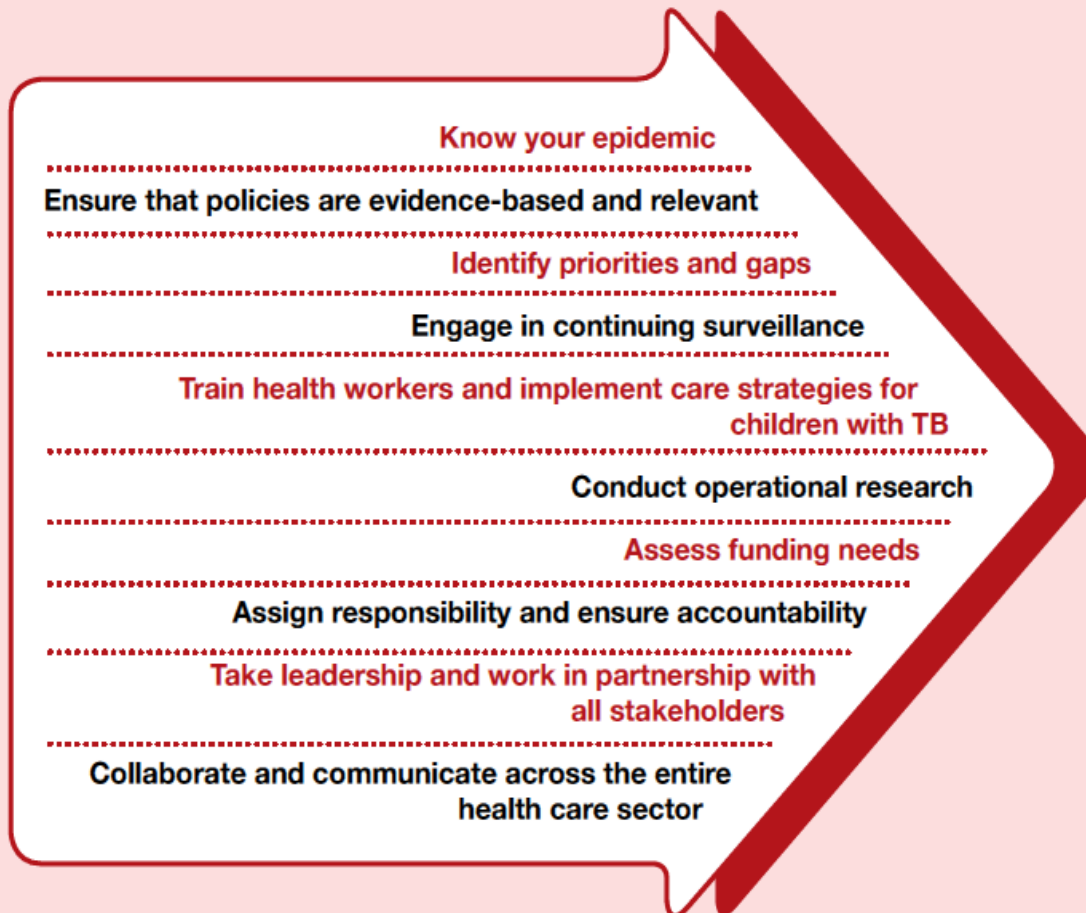 Know your epidemic
Ensure that policies are evidence-based and relevant
Identify priorities and gaps
Engage in continuing surveillance
Train health workers and implement care strategies for
children with TB
Conduct operational research
Assess funding needs
Assign responsibility and ensure accountability
Take leadership and work in partnership with
all stakeholders
Collaborate and communicate across the entire
health care sector